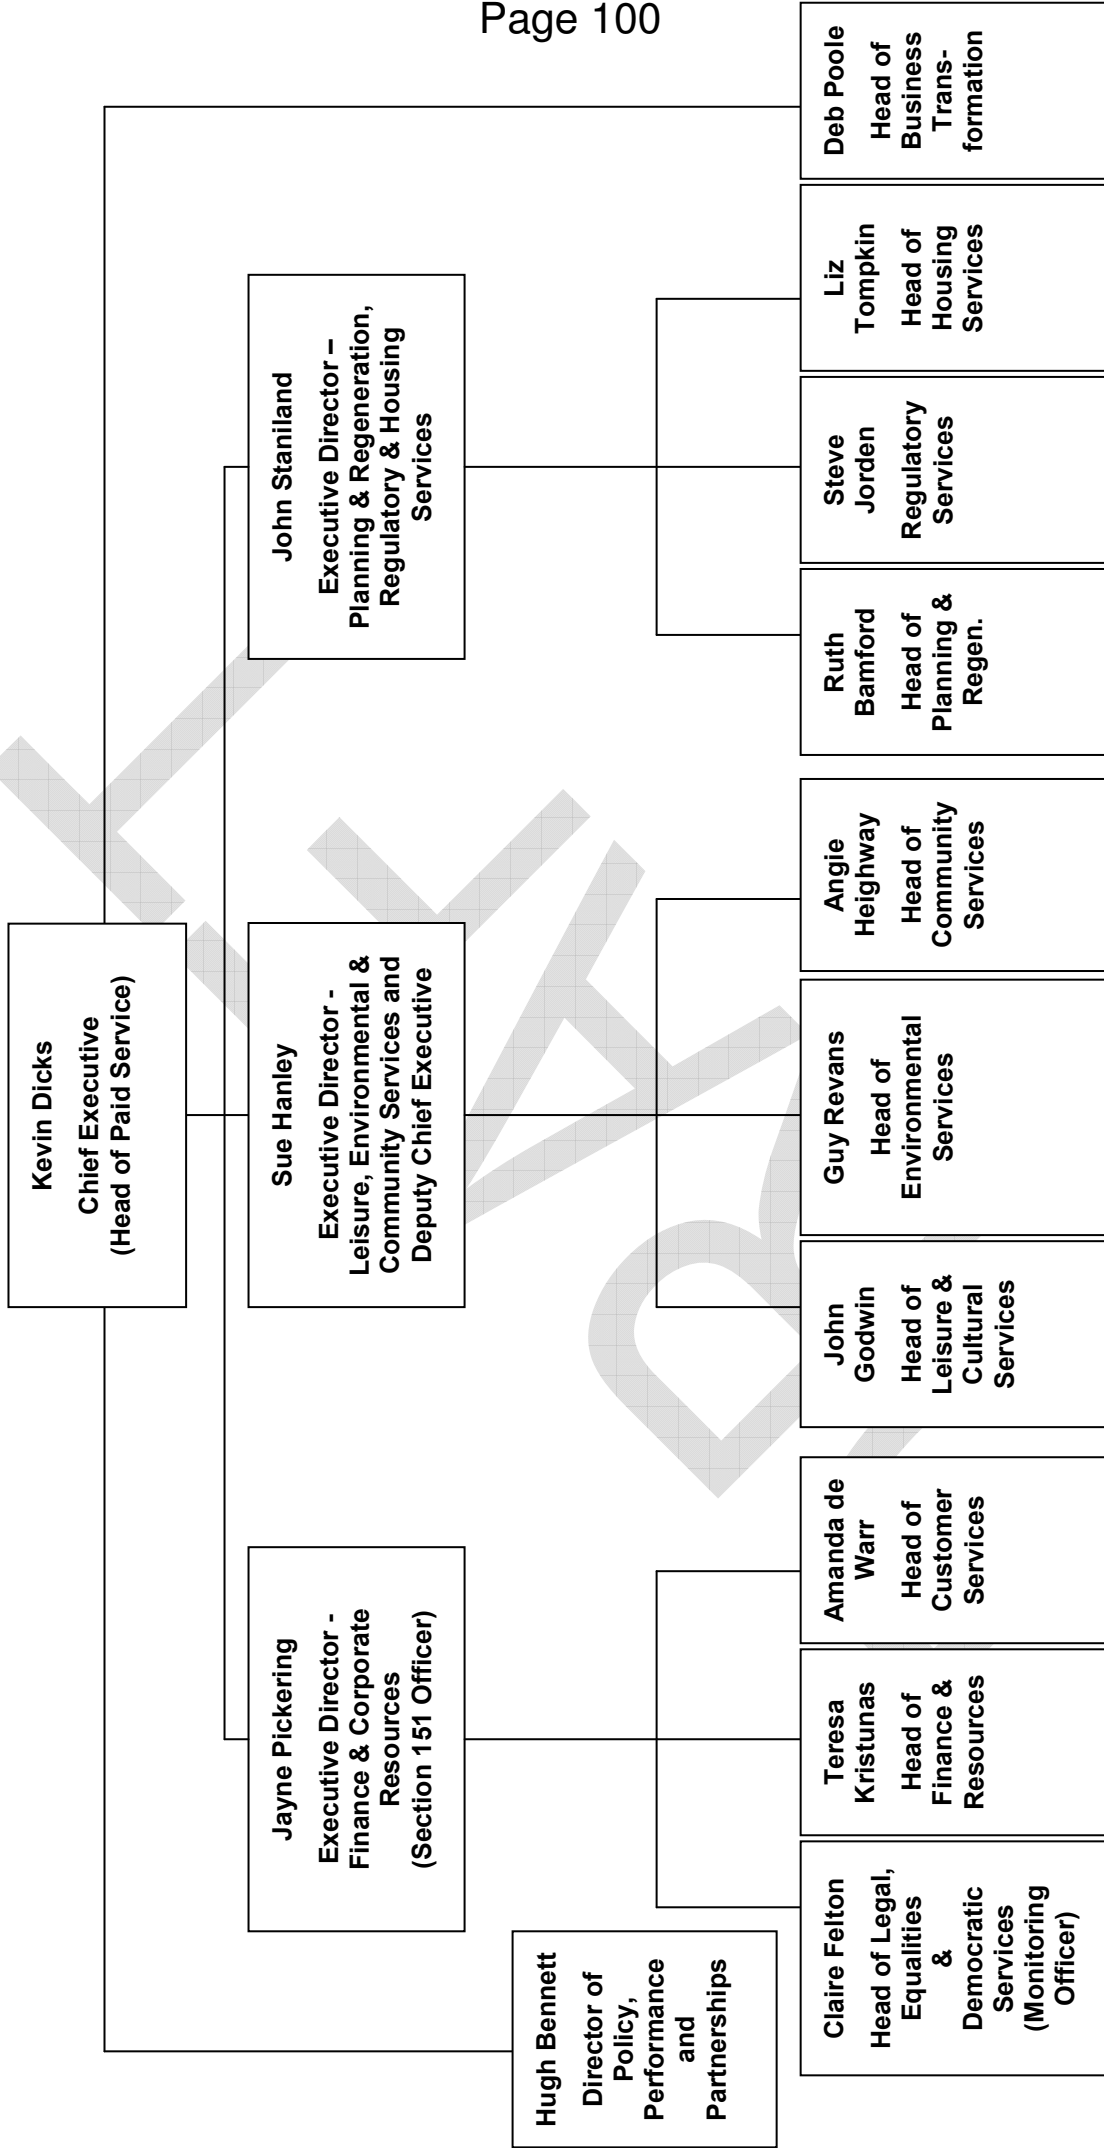 Page 100
Kevin Dicks
Chief Executive
(Head of Paid Service)
Jayne Pickering
Executive Director -
Finance & Corporate
Resources
(Section 151 Officer)
Sue Hanley
Executive Director -
Leisure, Environmental &
Community Services and
Deputy Chief Executive
John Staniland
Executive Director –
Planning & Regeneration,
Regulatory & Housing
Services
Hugh Bennett
Director of
Policy,
Performance
and
Partnerships
Claire Felton
Head of Legal,
Equalities
&
Democratic
Services
(Monitoring
Officer)
Teresa
Kristunas
Head of
Finance &
Resources
Amanda de
Warr
Head of
Customer
Services
John
Godwin
Head of
Leisure &
Cultural
Services
Guy Revans
Head of
Environmental
Services
Angie
Heighway
Head of
Community
Services
Ruth
Bamford
Head of
Planning &
Regen.
Steve
Jorden
Regulatory
Services
Liz
Tompkin
Head of
Housing
Services
Deb Poole
Head of
Business
Trans-
formation
DRAFT